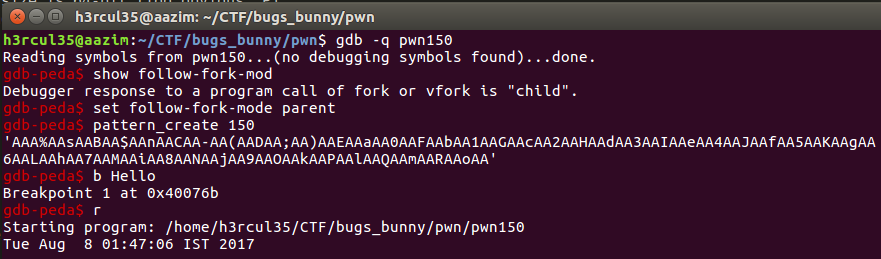 h3rcul35@aazim: ~/CTF/bugs_bunny/pwn
h3rcul35@aazim:~/CTF/bugs_bunny/pwn$ gdb -q pwn150
Reading symbols from pwn150...(no debugging symbols found)...done.
gdb-peda$ show follow-fork-mod
Debugger response to a program call of fork or vfork is "child".
gdb-peda$ set follow-fork-mode parent
gdb-peda$ pattern_create 150
'AAA%AAsAABAA$AAnAACAA-AA(AADAA;AA)AAEAAaAA0AAFAAbAA1AAGAAcAA2AAHAAdAA3AAIAAeAA4AAJAAfAA5AAKAAgAA
6AALAAhAA7AAMAAiAA8AANAAjAA9AAOAAkAAPAAlAAQAAmAARAAoAA'
gdb-peda$ b Hello
Breakpoint 1 at 0x40076b
gdb-peda$ r
Starting program: /home/h3rcul35/CTF/bugs_bunny/pwn/pwn150
Tue Aug  8 01:47:06 IST 2017